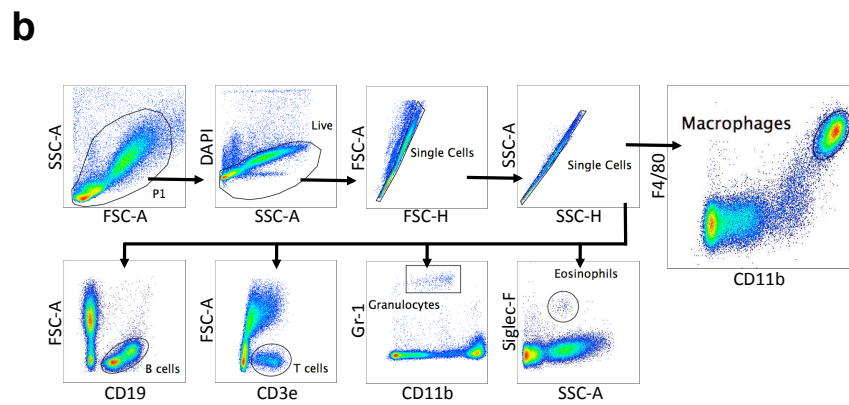 b
SSC-A
P1
FSC-A
DAPI
Live
SSC-A
FSC-A
Single Cells
FSC-H
SSC-A
Single Cells
SSC-H
F4/80
Macrophages
CD11b
FSC-A
B cells
CD19
FSC-A
T cells
CD3e
Gr-1
Granulocytes
CD11b
Siglec-F
Eosinophils
SSC-A